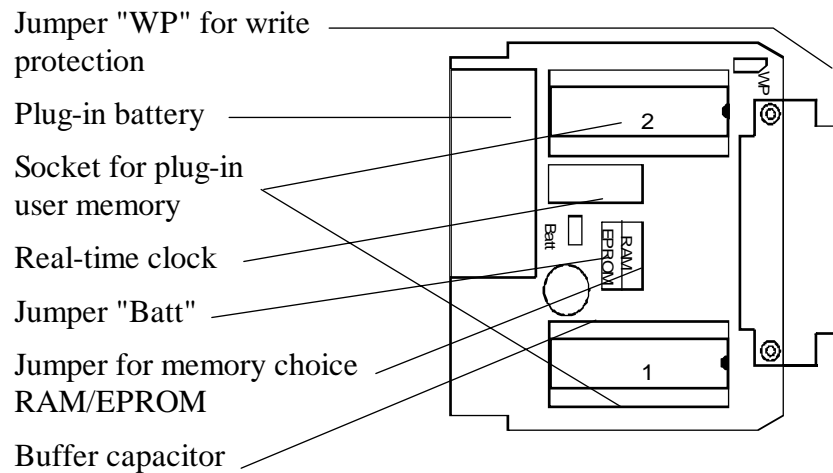 Jumper "WP" for write
protection
Plug-in battery
Socket for plug-in
user memory
Real-time clock
Jumper "Batt"
Jumper for memory choice
RAM/EPROM
Buffer capacitor
WP
2
Batt
RAM
EPROM
1